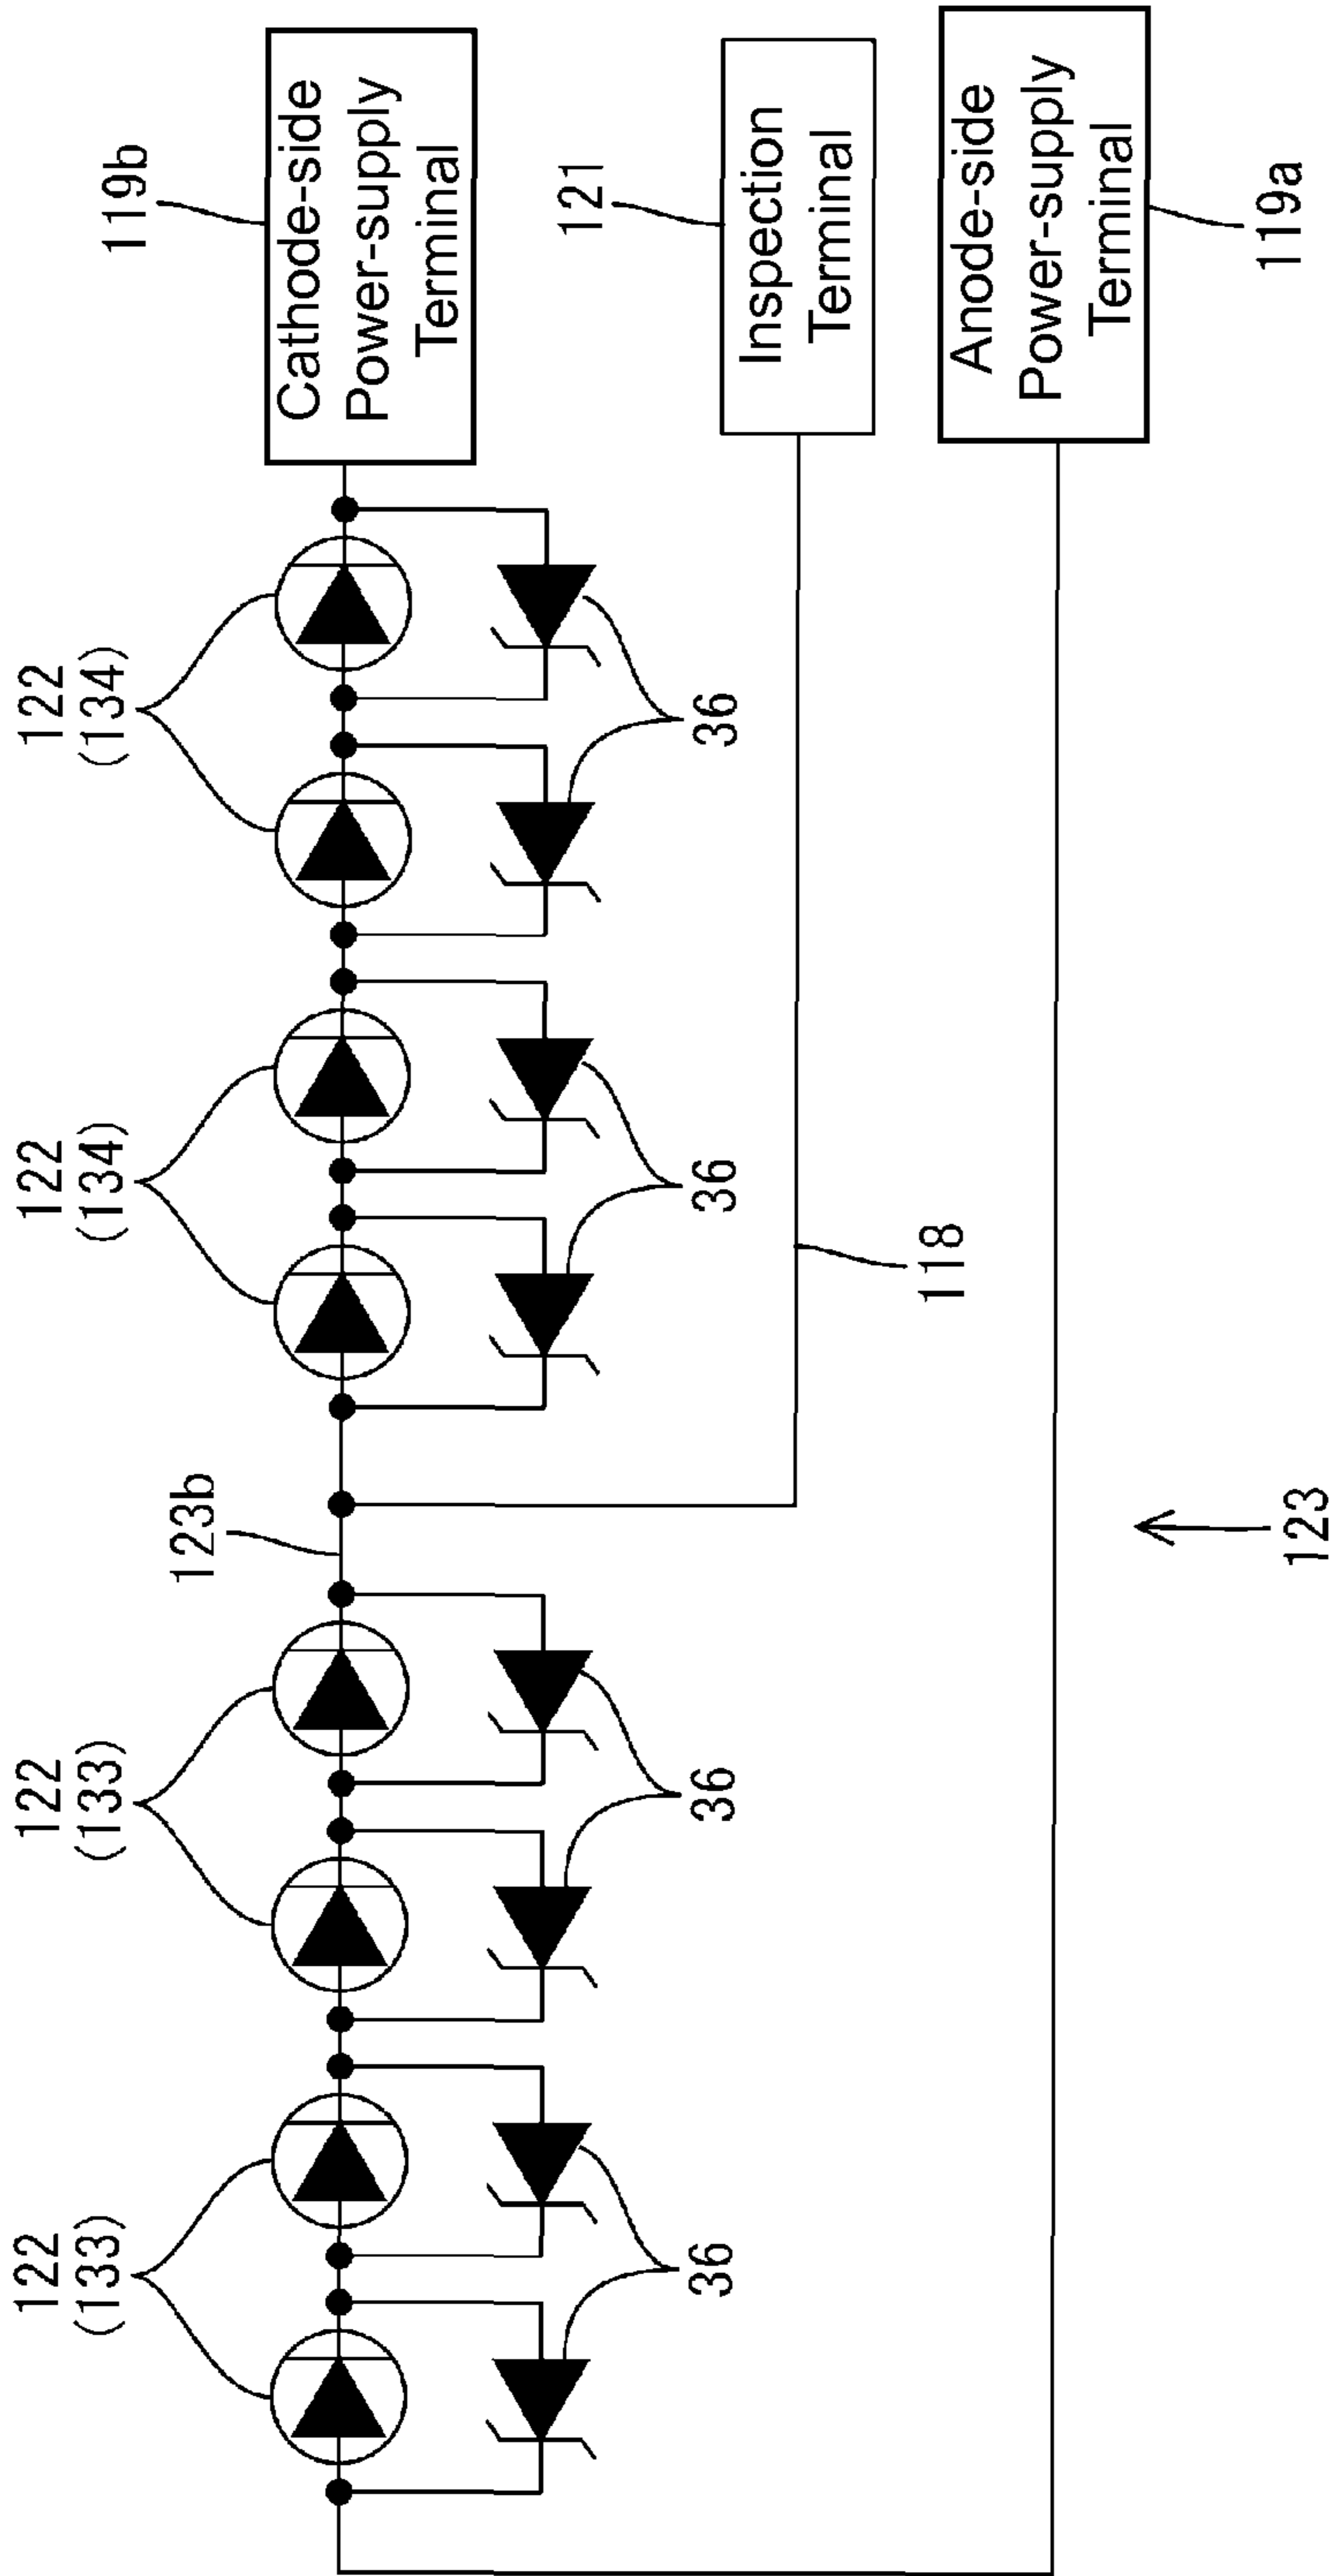 119b
Cathode-side
Power-supply
Terminal
121
Inspection
Terminal
Anode-side
Power-supply
Terminal
119a
122
(134)
36
122
(134)
36
118
123b
123
122
(133)
36
122
(133)
36